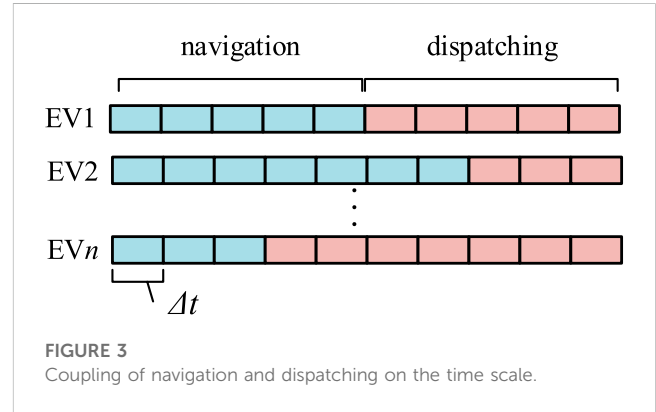 navigation dispatching
EV1
EV2
EVn
Δt
FIGURE 3
Coupling of navigation and dispatching on the time scale.